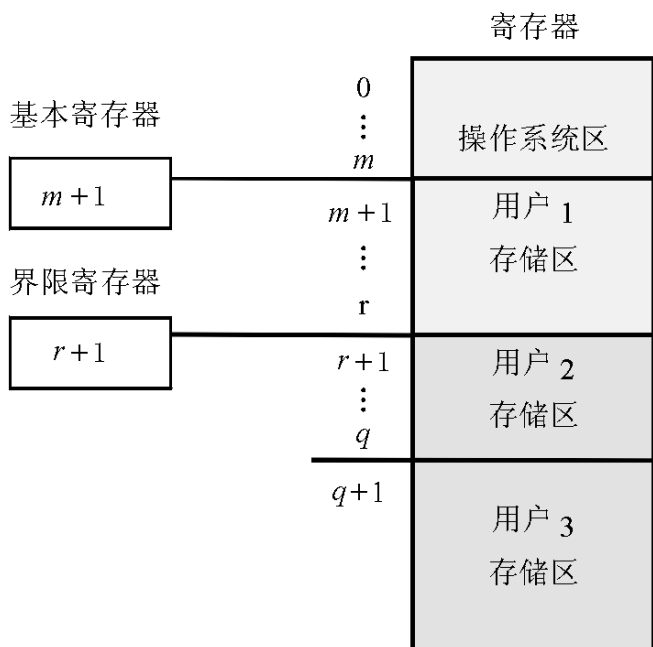 寄存器
0
⋮
m
操作系统区
基本寄存器
m+1
m+1
⋮
r
用户 1
存储区
界限寄存器
r+1
r+1
⋮
q
用户 2
存储区
q+1
用户 3
存储区